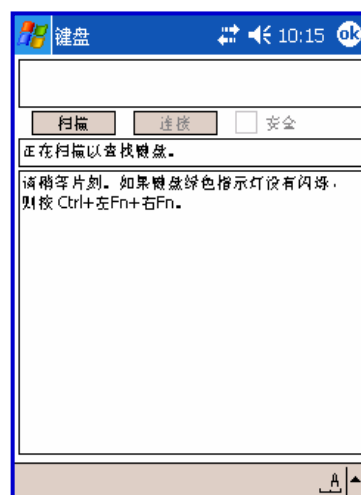 键盘 10:15 ok
扫描 连接 安全
正在扫描以查找键盘。
请稍等片刻。如果键盘绿色指示灯没有闪烁，
则按 Ctrl+左Fn+右Fn。
A